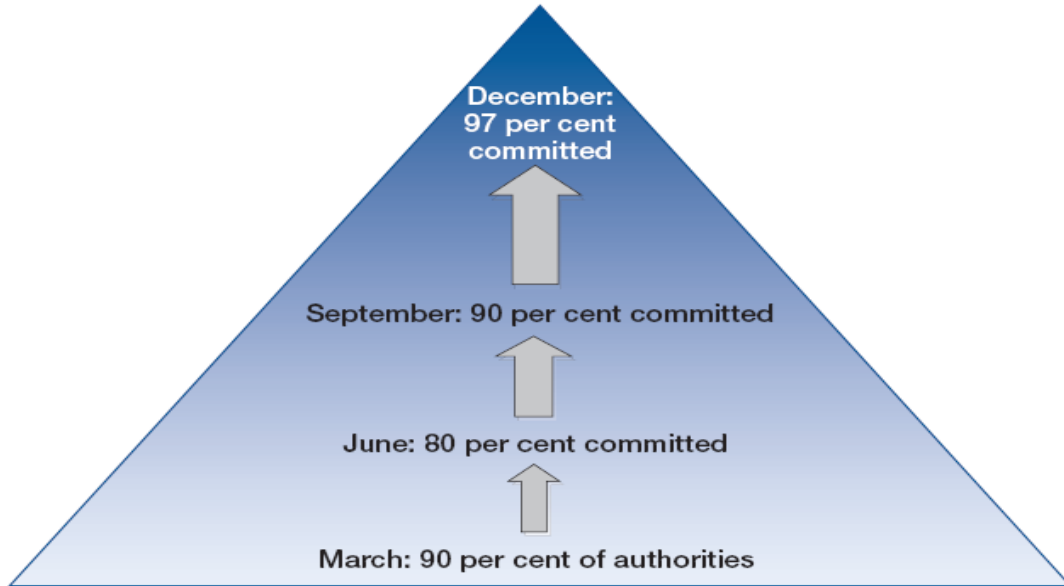 December:
97 per cent
committed
September: 90 per cent committed
June: 80 per cent committed
March: 90 per cent of authorities